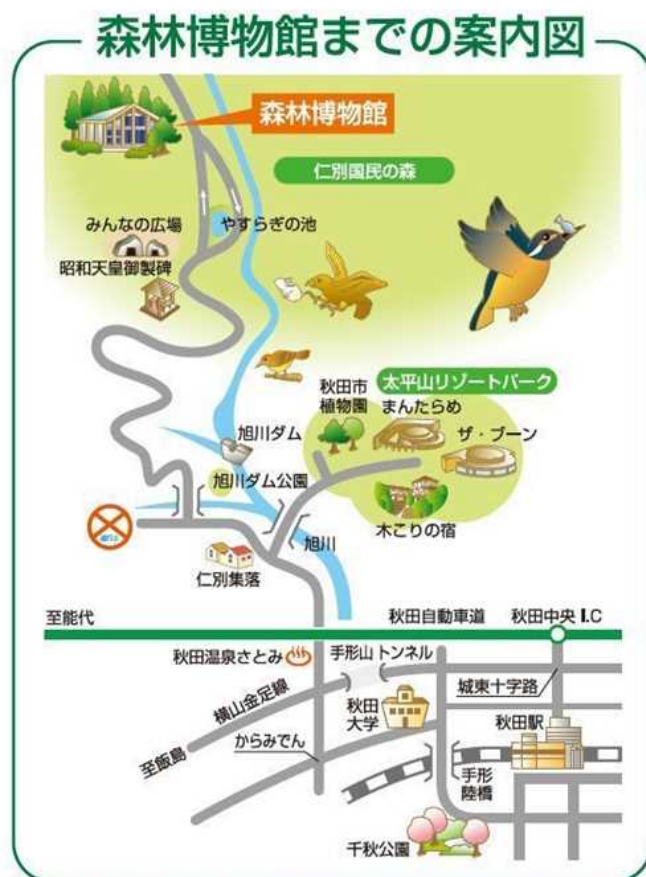 森林博物館までの案内図
森林博物館
仁別国民の森
みんなの広場
やすらぎの池
昭和天皇御製碑
太平山リゾートパーク
秋田市
植物園
まんたらめ
ザ・ブーン
旭川ダム
旭川ダム公園
木こりの宿
旭川
仁別集落
至能代
秋田自動車道
秋田中央 I.C
秋田温泉さとみ
手形山トンネル
城東十字路
横山金足線
秋田
大学
秋田駅
至飯島
からみでん
手形
陸橋
千秋公園